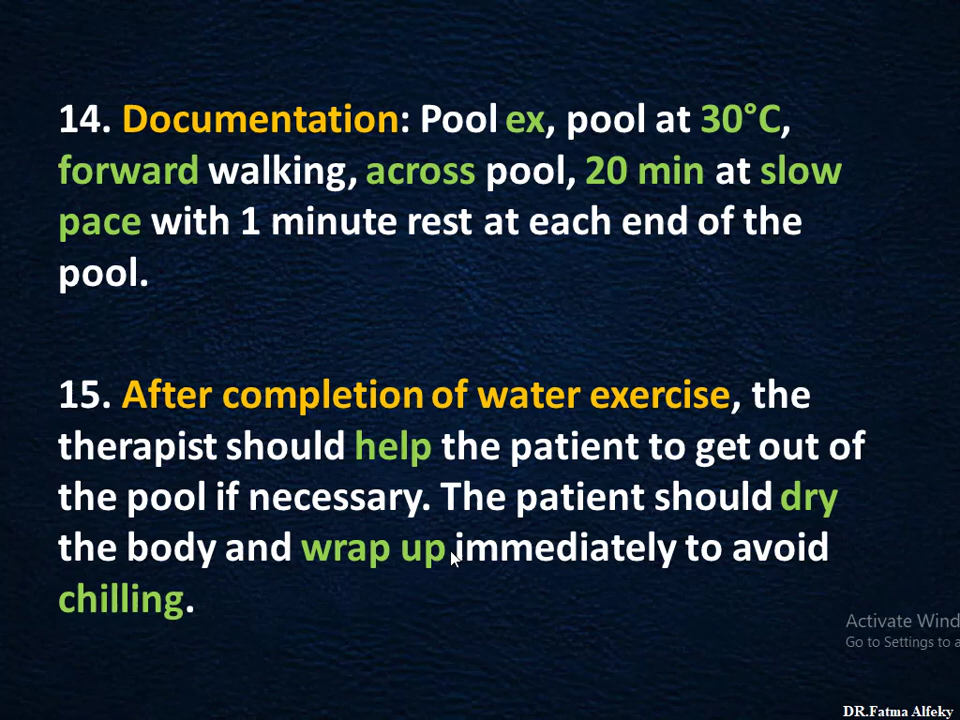 14. Documentation: Pool ex, pool at 30°C,
forward walking, across pool, 20 min at slow
pace with 1 minute rest at each end of the
pool.
15. After completion of water exercise, the
therapist should help the patient to get out of
the pool if necessary. The patient should dry
the body and wrap up immediately to avoid
chilling.
Activate Wind
Go to Settings to a
DR.Fatma Alfeky